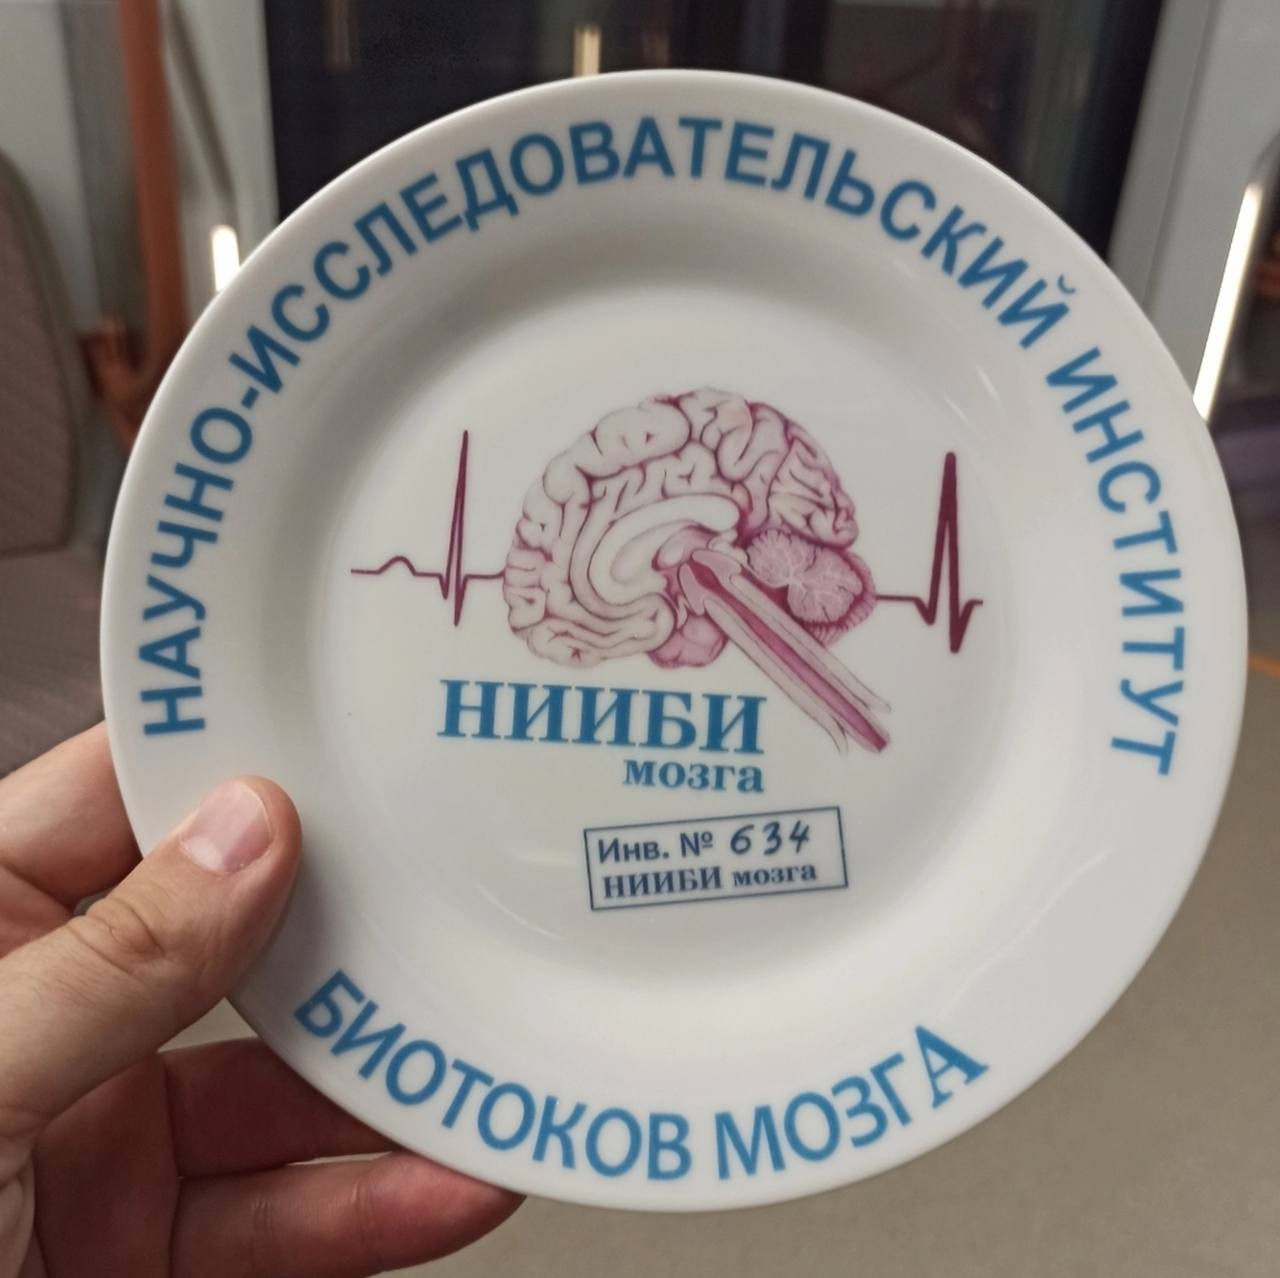 НАУЧНО-ИССЛЕДОВАТЕЛЬСКИЙ ИНСТИТУТ
НИИБИ
мозга
Инв. № 634
НИИБИ мозга
БИОТОКОВ МОЗГА